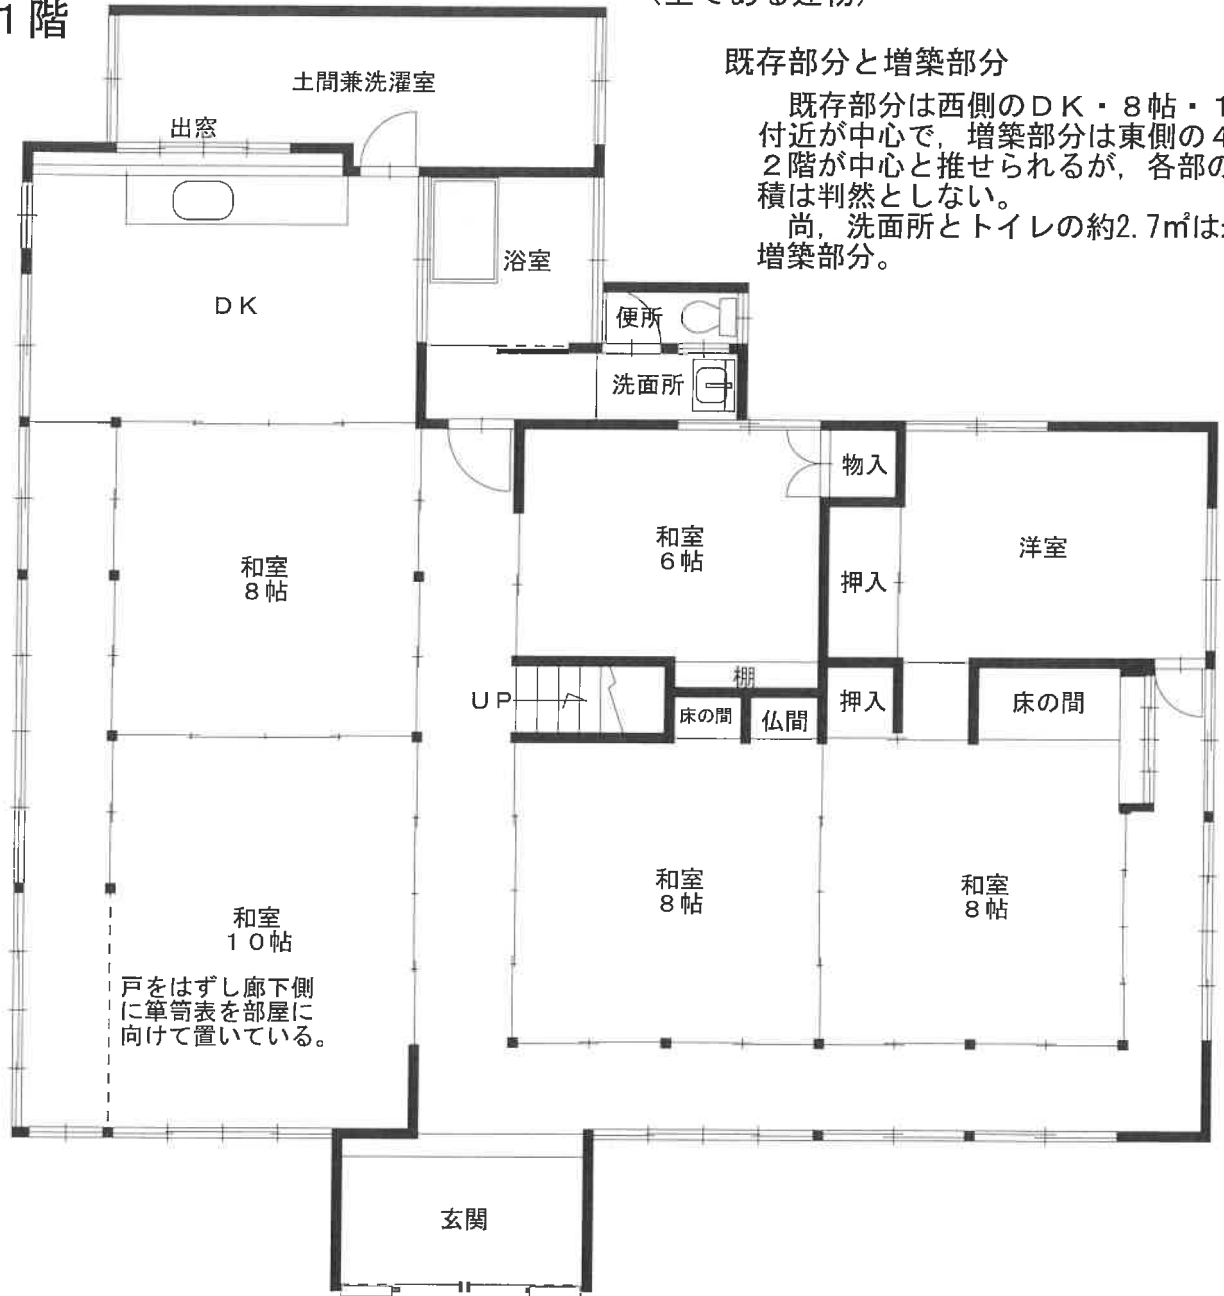 1階
(主である建物)
既存部分と増築部分
既存部分は西側のDK・8帖・1
付近が中心で，増築部分は東側の4
2階が中心と推せられるが，各部の
積は判然としない。
尚，洗面所とトイレの約2.7㎡は
増築部分。
土間兼洗濯室
出窓
浴室
DK
便所
洗面所
物入
和室
6帖
洋室
和室
8帖
押入
棚
UP
床の間
仏間
押入
床の間
和室
8帖
和室
8帖
和室
10帖
戸をはずし廊下側
に箪笥表を部屋に
向けて置いている。
玄関